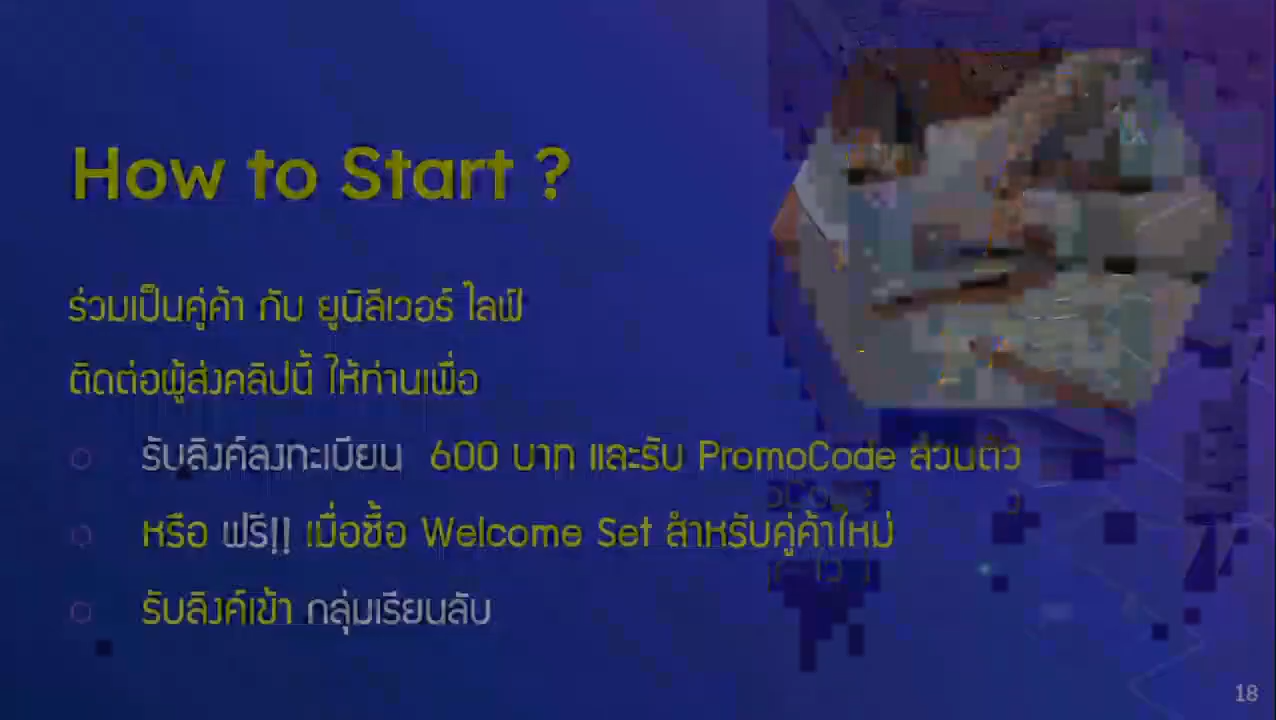 How to Start ?
ร่วมเป็นคู่ค้า กับ ยูนิลีเวอร์ ไลฟ์
ติดต่อผู้ส่งคลิปนี้ ให้ท่านเพื่อ
รับลิงค์ลงทะเบียน 600 บาท และรับ PromoCode ส่วนตัว
หรือ ฟรี!! เมื่อซื้อ Welcome Set สำหรับคู่ค้าใหม่
รับลิงค์เข้า กลุ่มเรียนลับ
18